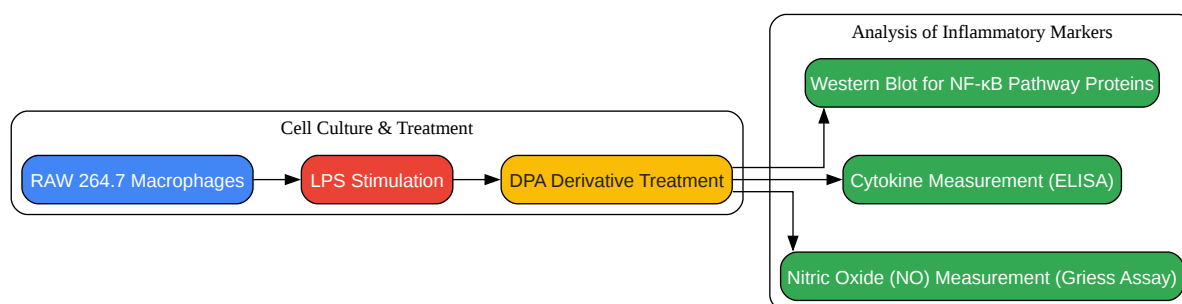 Analysis of Inflammatory Markers
Western Blot for NF-κB Pathway Proteins
Cell Culture & Treatment
RAW 264.7 Macrophages
LPS Stimulation
DPA Derivative Treatment
Cytokine Measurement (ELISA)
Nitric Oxide (NO) Measurement (Griess Assay)